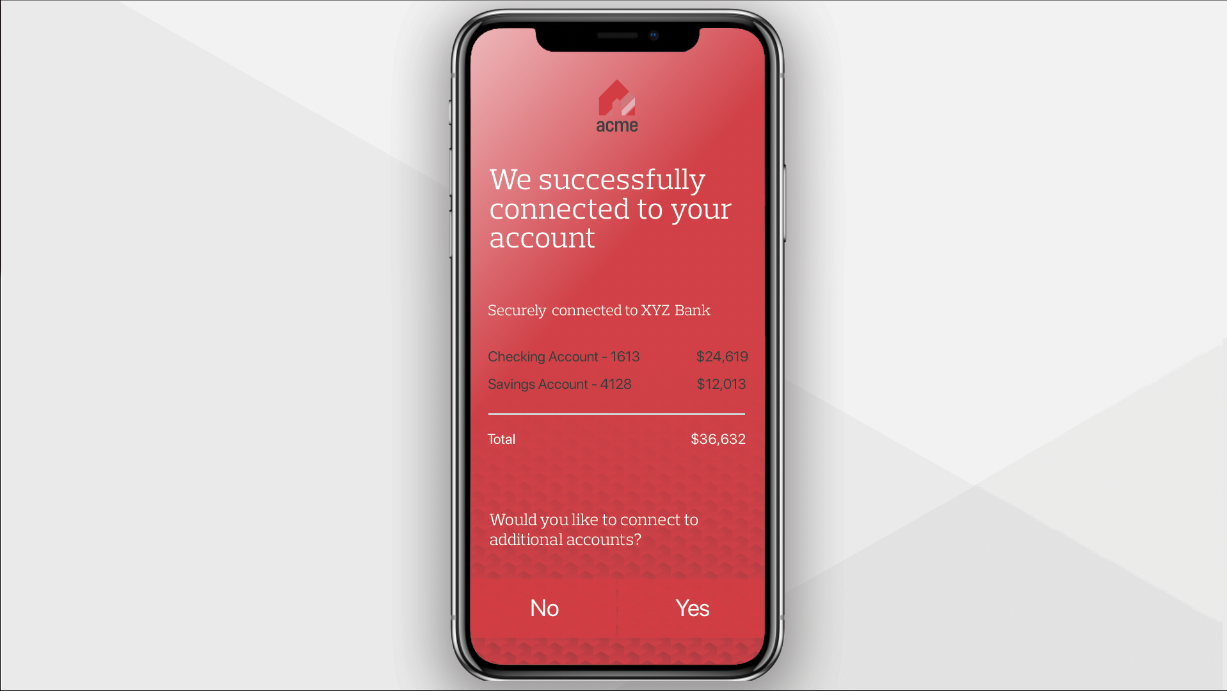 acme
We successfully
connected to your
account
Securely connected to XYZ Bank
Checking Account - 1613 $24,619
Savings Account - 4128 $12,013
Total $36,632
Would you like to connect to
additional accounts?
No Yes